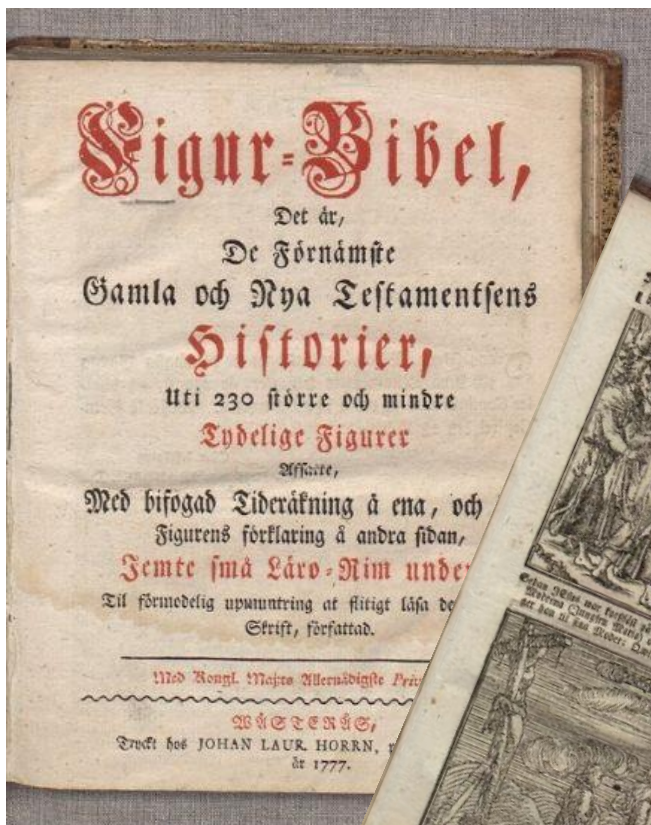 Figur-Bibel,
Det är,
De Förnämste
Gamla och Nya Testamentsens
Historier,
Uti 230 större och mindre
Tydelige Figurer
Affatte,
Med bifogad Tideräkning å ena, och
Figurens förklaring å andra sidan,
Jemte små Läro-Rim unde
Til förmodelig upmuntring at flitigt läsa de
Skrift, författad.
Med Kongl. Maj:ts Allernådigste Pri
WÄSTERÅS,
Tryckt hos JOHAN LAUR. HORRN,
år 1777.